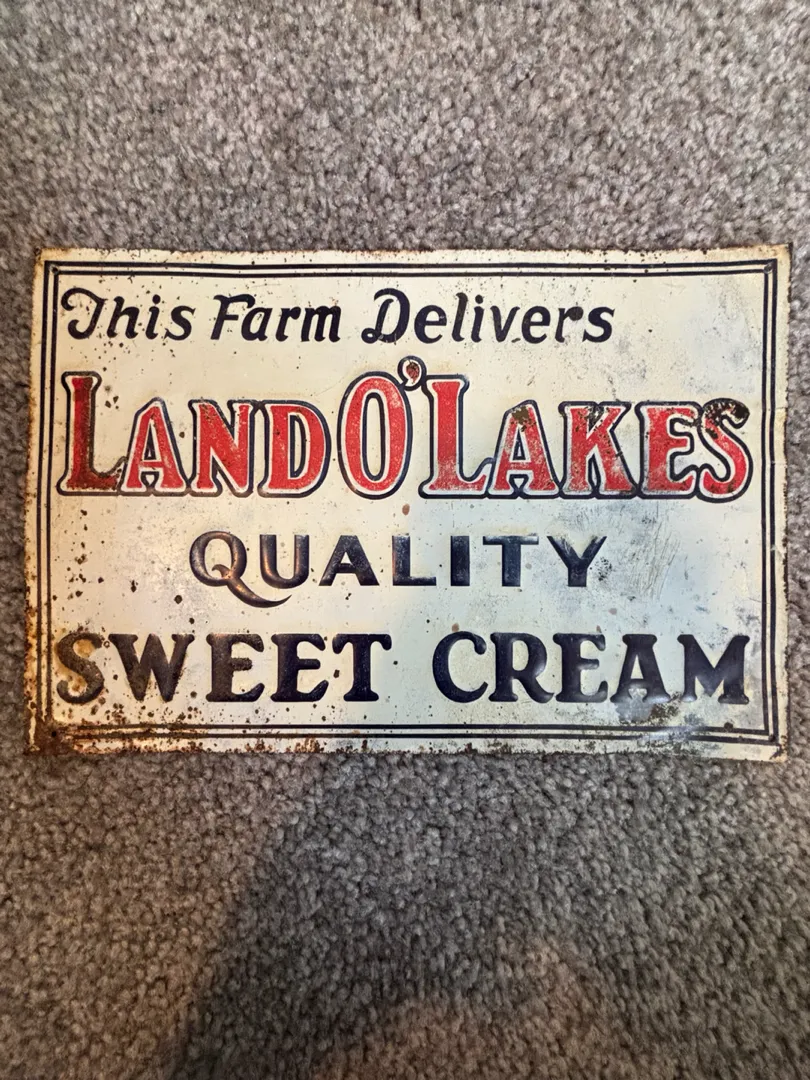 This Farm Delivers
LAND O'LAKES
QUALITY
SWEET CREAM